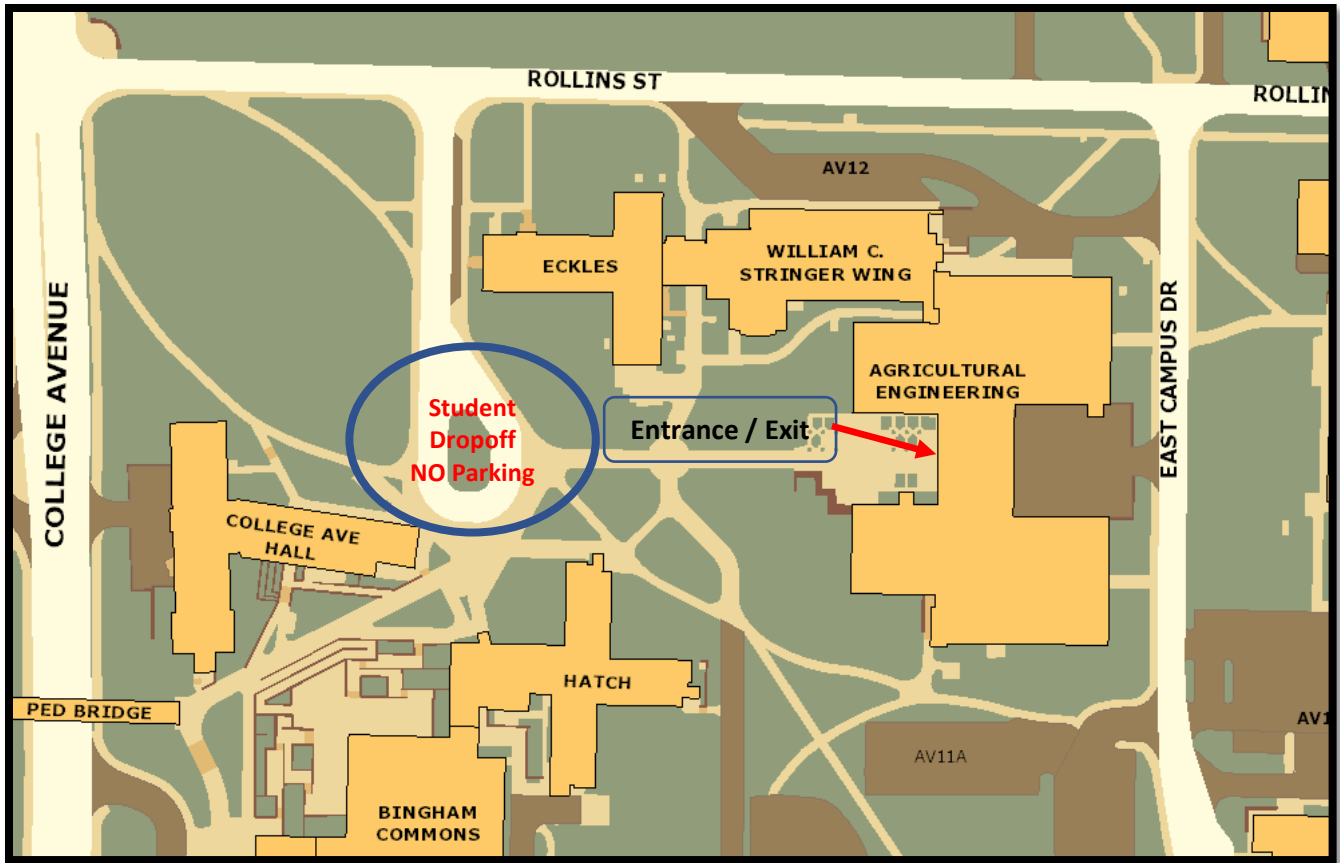 ROLLINS ST
ROLLIN
AV12
ECKLES
WILLIAM C.
STRINGER WING
COLLEGE AVENUE
EAST CAMPUS DR
AGRICULTURAL
ENGINEERING
Student
Dropoff
NO Parking
Entrance / Exit
COLLEGE AVE
HALL
HATCH
PED BRIDGE
AV1
AV11A
BINGHAM
COMMONS